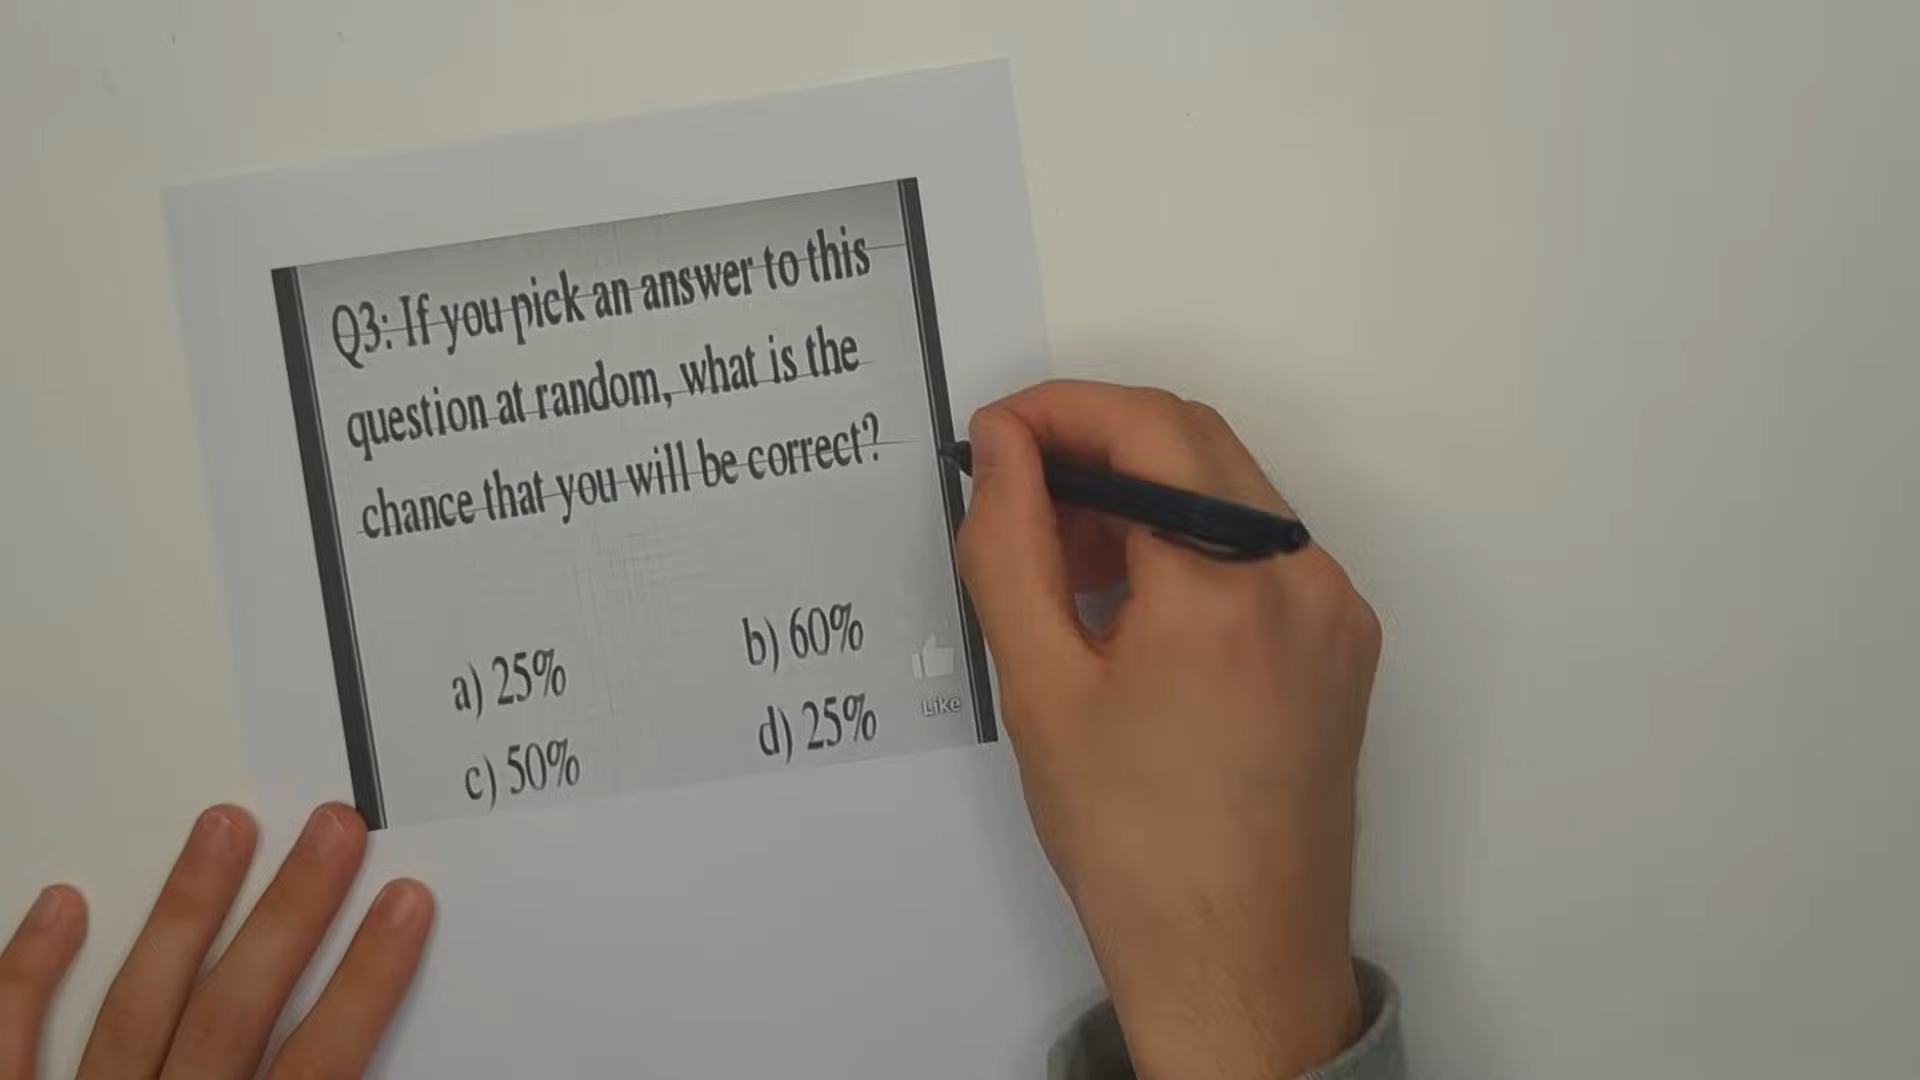 Q3: If you pick an answer to this
question at random, what is the
chance that you will be correct?
a) 25%
b) 60%
c) 50%
d) 25%
Like